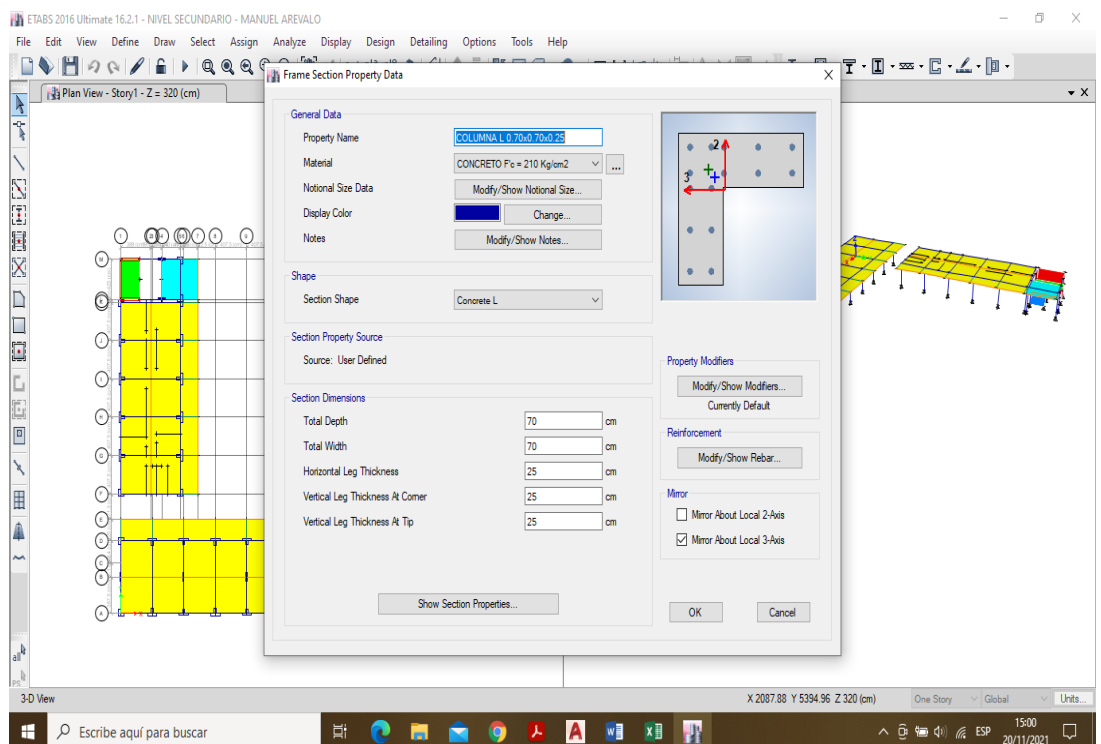 ETABS 2016 Ultimate 16.2.1 - NIVEL SECUNDARIO - MANUEL AREVALO
File Edit View Define Draw Select Assign Analyze Display Design Detailing Options Tools Help
Plan View - Story1 - Z = 320 (cm)
Frame Section Property Data
General Data
Property Name COLUMNA L 0.70x0.70x0.25
Material CONCRETO F'c = 210 Kg/cm2 ...
Notional Size Data Modify/Show Notional Size...
Display Color Change...
Notes Modify/Show Notes...
Shape
Section Shape Concrete L
Section Property Source
Source: User Defined
Section Dimensions
Total Depth 70 cm
Total Width 70 cm
Horizontal Leg Thickness 25 cm
Vertical Leg Thickness At Corner 25 cm
Vertical Leg Thickness At Tip 25 cm
Show Section Properties...
2
3
Property Modifiers
Modify/Show Modifiers...
Currently Default
Reinforcement
Modify/Show Rebar...
Mirror
Mirror About Local 2-Axis
Mirror About Local 3-Axis
OK Cancel
all
PS
3-D View X 2087.88 Y 5394.96 Z 320 (cm) One Story Global Units...
Escribe aquí para buscar ESP 15:00
20/11/2021